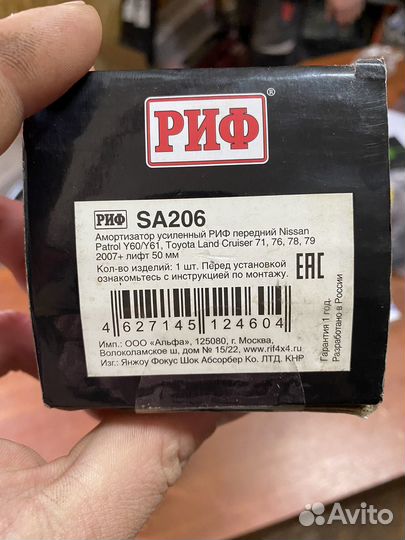 РИФ®
РИФ SA206
Амортизатор усиленный РИФ передний Nissan
Patrol Y60/Y61, Toyota Land Cruiser 71, 76, 78, 79
2007+ лифт 50 мм
Кол-во изделий: 1 шт. Перед установкой
ознакомьтесь с инструкцией по монтажу.
EAC
4 627145 124604
Имп.: ООО «Альфа», 125080, г. Москва,
Волоколамское ш, дом № 15/22, www.rif4x4.ru
Изг.: Янжоу Фокус Шок Абсорбер Ко. ЛТД. КНР
Гарантия 1 год.
Разработано в России
Avito